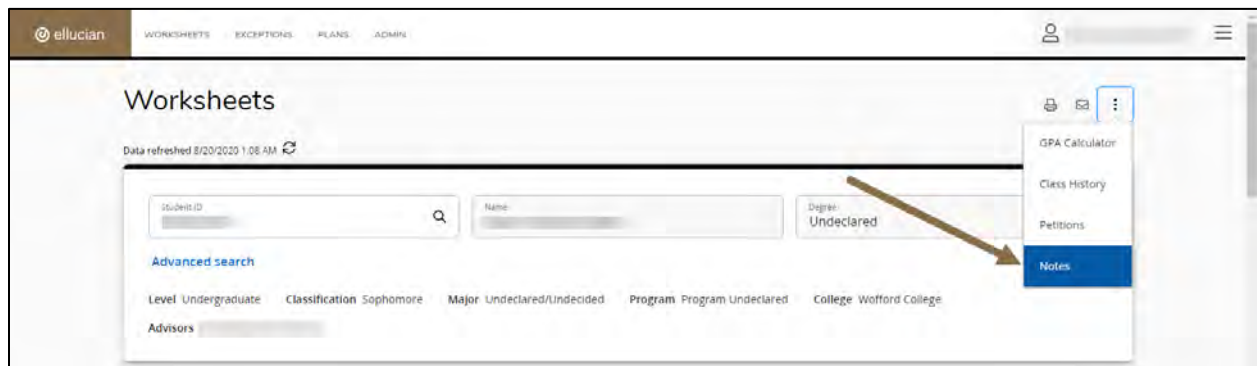 ellucian WORKSHEETS EXCEPTIONS PLANS ADMIN
Worksheets
Data refreshed 8/20/2020 1:08 AM
GPA Calculator
Class History
Petitions
Notes
Student ID
Name
Degree
Undeclared
Advanced search
Level Undergraduate Classification Sophomore Major Undeclared/Undecided Program Program Undeclared College Wofford College
Advisors